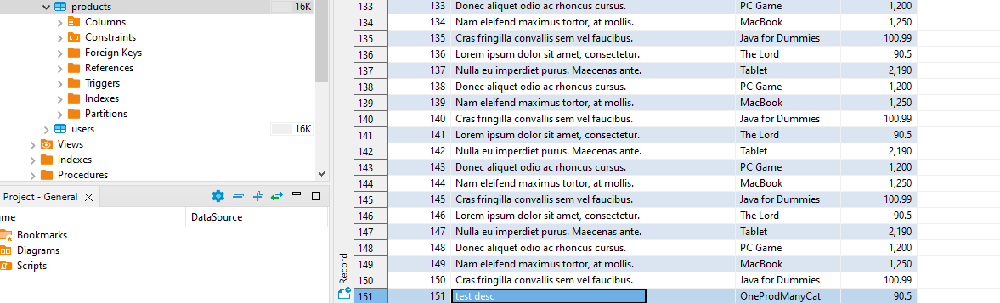 products 16K
Columns
Constraints
Foreign Keys
References
Triggers
Indexes
Partitions
users 16K
Views
Indexes
Procedures
Project - General
ame DataSource
Bookmarks
Diagrams
Scripts
Record
133 133 Donec aliquet odio ac rhoncus cursus. PC Game 1,200
134 134 Nam eleifend maximus tortor, at mollis. MacBook 1,250
135 135 Cras fringilla convallis sem vel faucibus. Java for Dummies 100.99
136 136 Lorem ipsum dolor sit amet, consectetur. The Lord 90.5
137 137 Nulla eu imperdiet purus. Maecenas ante. Tablet 2,190
138 138 Donec aliquet odio ac rhoncus cursus. PC Game 1,200
139 139 Nam eleifend maximus tortor, at mollis. MacBook 1,250
140 140 Cras fringilla convallis sem vel faucibus. Java for Dummies 100.99
141 141 Lorem ipsum dolor sit amet, consectetur. The Lord 90.5
142 142 Nulla eu imperdiet purus. Maecenas ante. Tablet 2,190
143 143 Donec aliquet odio ac rhoncus cursus. PC Game 1,200
144 144 Nam eleifend maximus tortor, at mollis. MacBook 1,250
145 145 Cras fringilla convallis sem vel faucibus. Java for Dummies 100.99
146 146 Lorem ipsum dolor sit amet, consectetur. The Lord 90.5
147 147 Nulla eu imperdiet purus. Maecenas ante. Tablet 2,190
148 148 Donec aliquet odio ac rhoncus cursus. PC Game 1,200
149 149 Nam eleifend maximus tortor, at mollis. MacBook 1,250
150 150 Cras fringilla convallis sem vel faucibus. Java for Dummies 100.99
151 151 test desc OneProdManyCat 90.5